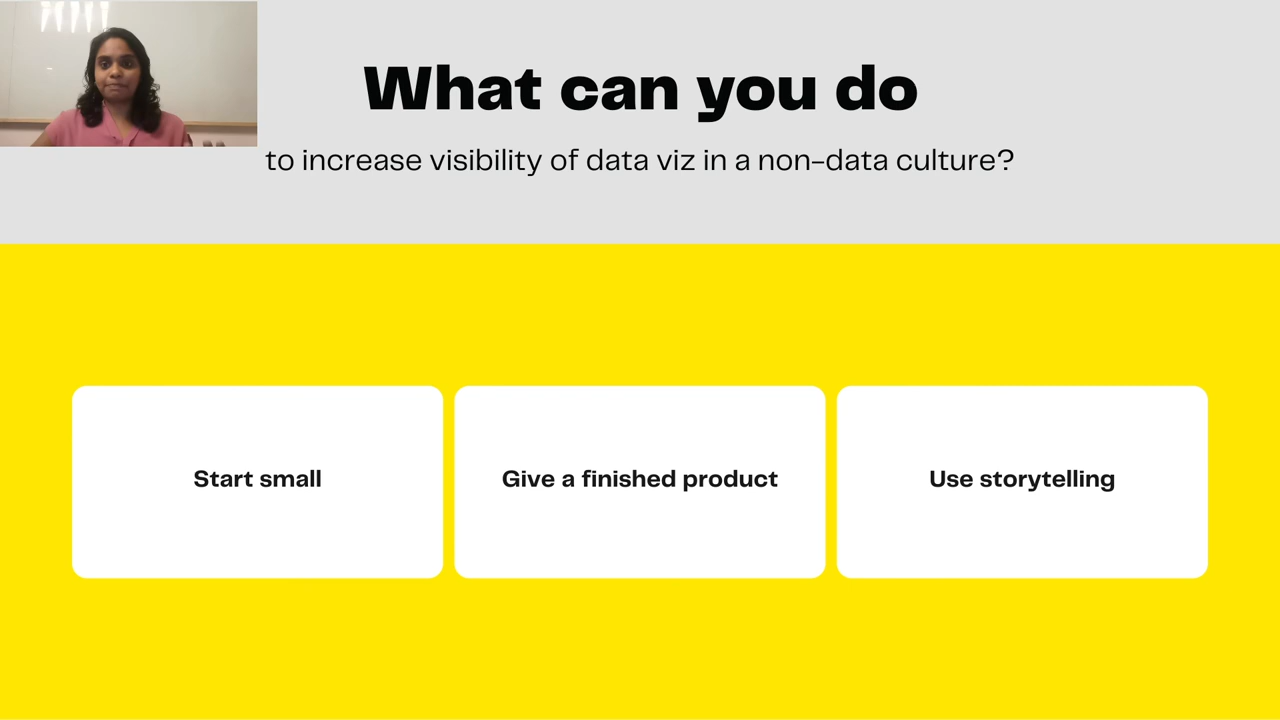 What can you do
to increase visibility of data viz in a non-data culture?
Start small
Give a finished product
Use storytelling